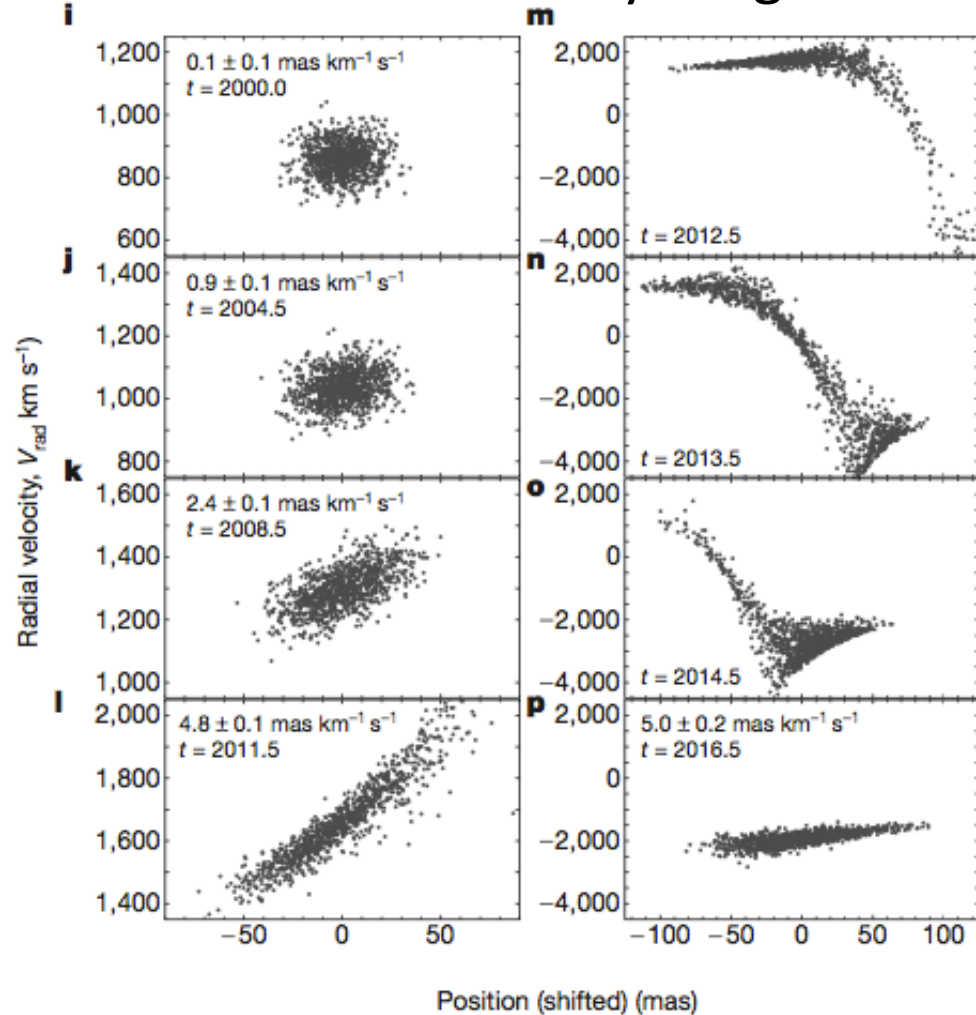 i
1,200
1,000
800
600
0.1 ± 0.1 mas km⁻¹ s⁻¹
t = 2000.0
j
1,400
1,200
1,000
800
0.9 ± 0.1 mas km⁻¹ s⁻¹
t = 2004.5
k
1,600
1,400
1,200
1,000
2.4 ± 0.1 mas km⁻¹ s⁻¹
t = 2008.5
l
2,000
1,800
1,600
1,400
4.8 ± 0.1 mas km⁻¹ s⁻¹
t = 2011.5
−50 0 50
Radial velocity, Vrad km s⁻¹)
m
2,000
0
−2,000
−4,000
t = 2012.5
n
2,000
0
−2,000
−4,000
t = 2013.5
o
2,000
0
−2,000
−4,000
t = 2014.5
p
2,000
0
−2,000
−4,000
5.0 ± 0.2 mas km⁻¹ s⁻¹
t = 2016.5
−100 −50 0 50 100
Position (shifted) (mas)